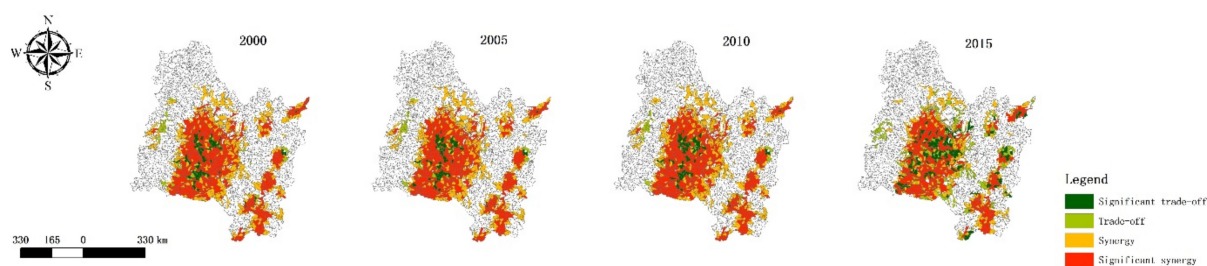 N
W E
S
2000
2005
2010
2015
Legend
Significant trade-off
Trade-off
Synergy
Significant synergy
330 165 0 330 km